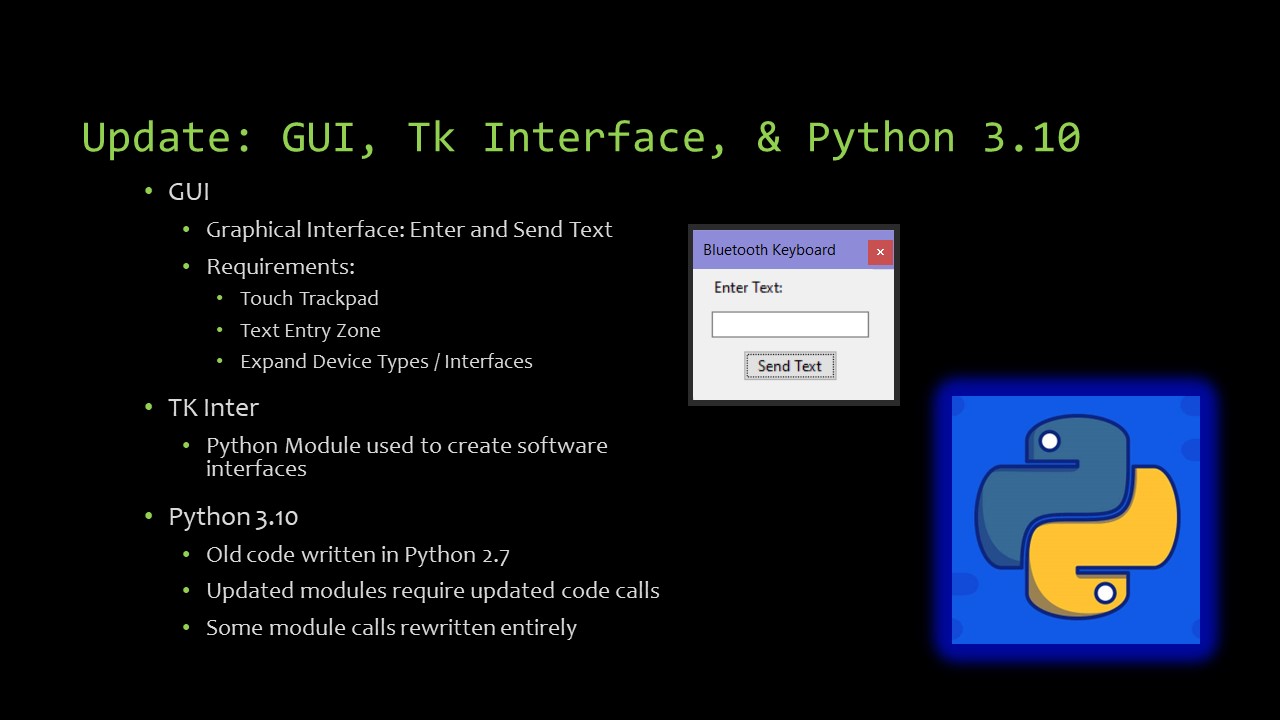 Update: GUI, Tk Interface, & Python 3.10
• GUI
• Graphical Interface: Enter and Send Text
• Requirements:
• Touch Trackpad
• Text Entry Zone
• Expand Device Types / Interfaces
• TK Inter
• Python Module used to create software
interfaces
• Python 3.10
• Old code written in Python 2.7
• Updated modules require updated code calls
• Some module calls rewritten entirely
Bluetooth Keyboard
Enter Text:
Send Text